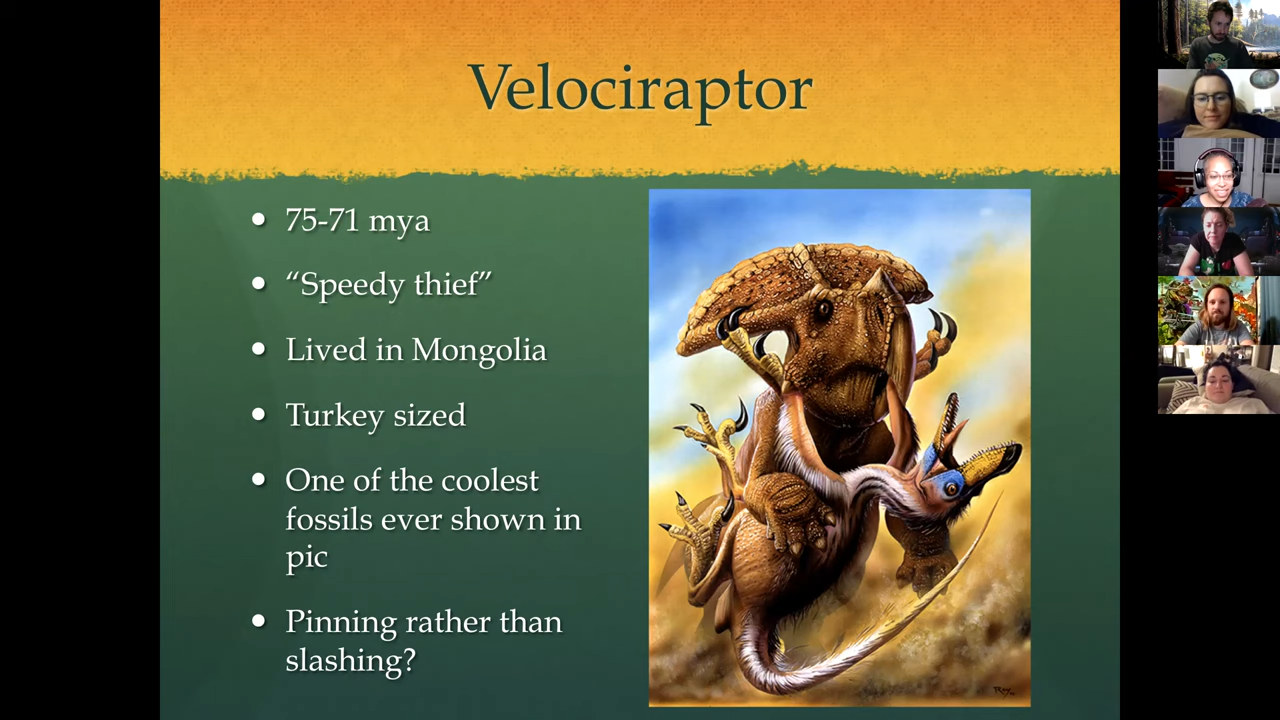 Velociraptor
• 75-71 mya
• “Speedy thief”
• Lived in Mongolia
• Turkey sized
• One of the coolest
fossils ever shown in
pic
• Pinning rather than
slashing?